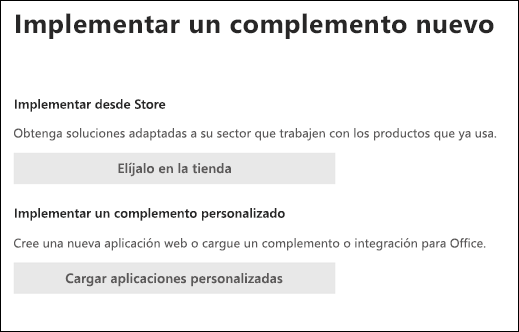 Implementar un complemento nuevo
Implementar desde Store
Obtenga soluciones adaptadas a su sector que trabajen con los productos que ya usa.
Elíjalo en la tienda
Implementar un complemento personalizado
Cree una nueva aplicación web o cargue un complemento o integración para Office.
Cargar aplicaciones personalizadas